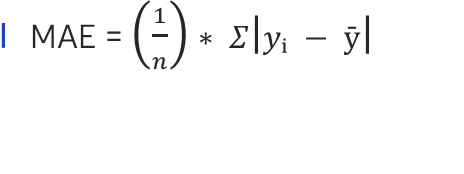 MAE = (1/n) * Σ|yᵢ − ȳ|